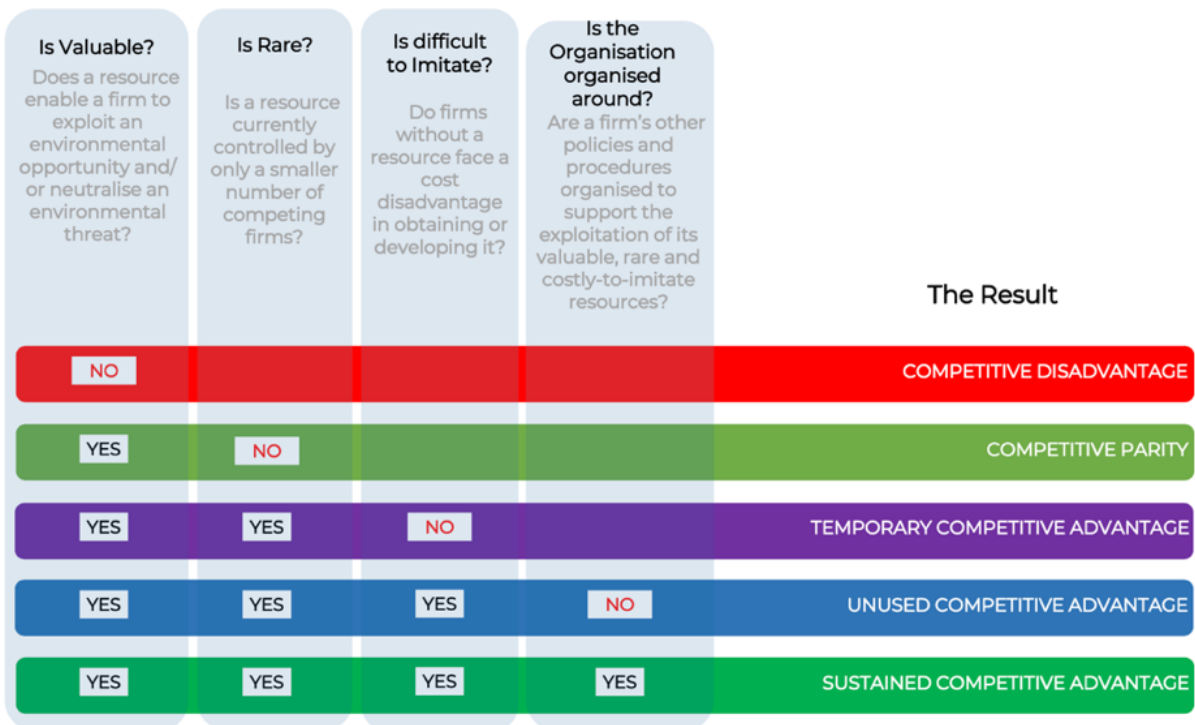 Is Valuable?
Does a resource
enable a firm to
exploit an
environmental
opportunity and/
or neutralise an
environmental
threat?
Is Rare?
Is a resource
currently
controlled by
only a smaller
number of
competing
firms?
Is difficult
to Imitate?
Do firms
without a
resource face a
cost
disadvantage
in obtaining or
developing it?
Is the
Organisation
organised
around?
Are a firm's other
policies and
procedures
organised to
support the
exploitation of its
valuable, rare and
costly-to-imitate
resources?
The Result
NO COMPETITIVE DISADVANTAGE
YES NO COMPETITIVE PARITY
YES YES NO TEMPORARY COMPETITIVE ADVANTAGE
YES YES YES NO UNUSED COMPETITIVE ADVANTAGE
YES YES YES YES SUSTAINED COMPETITIVE ADVANTAGE